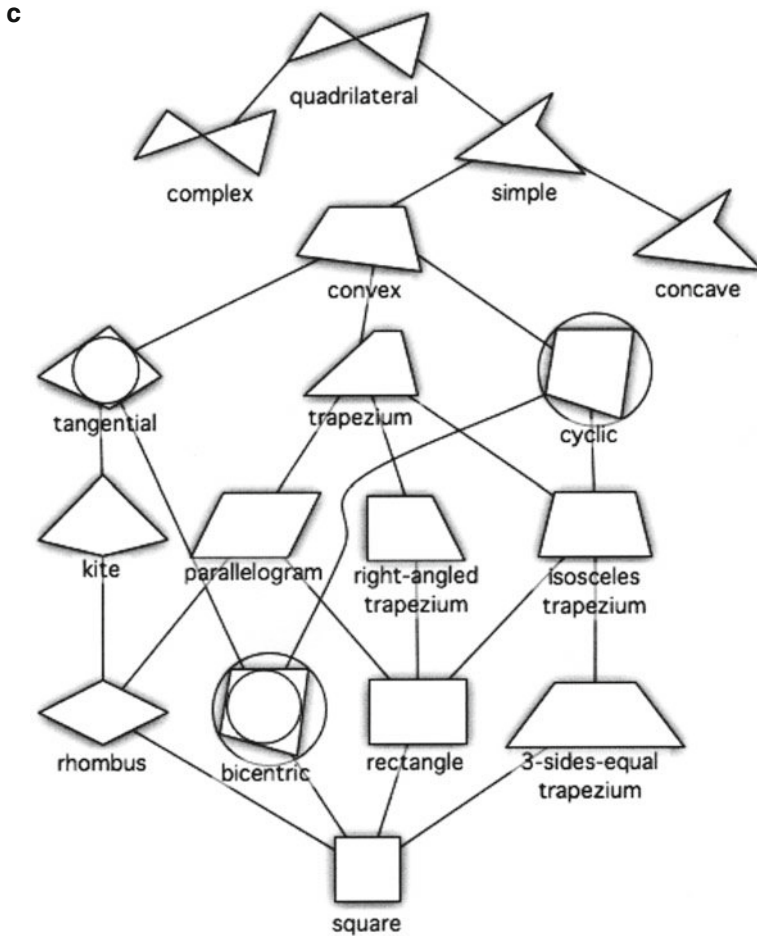 c
quadrilateral
complex
simple
convex
concave
tangential
trapezium
cyclic
kite
parallelogram
right-angled
trapezium
isosceles
trapezium
rhombus
bicentric
rectangle
3-sides-equal
trapezium
square